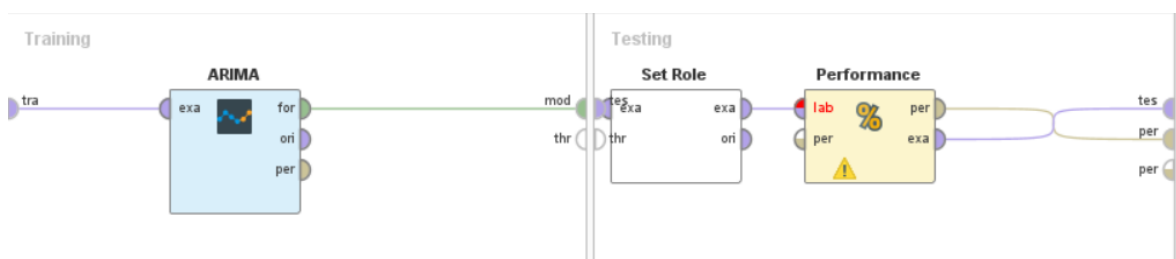 Training
Testing
ARIMA
Set Role
Performance
tra
exa
for
mod
tes
exa
exa
lab
%
per
tes
ori
thr
thr
ori
per
exa
per
per
!
per